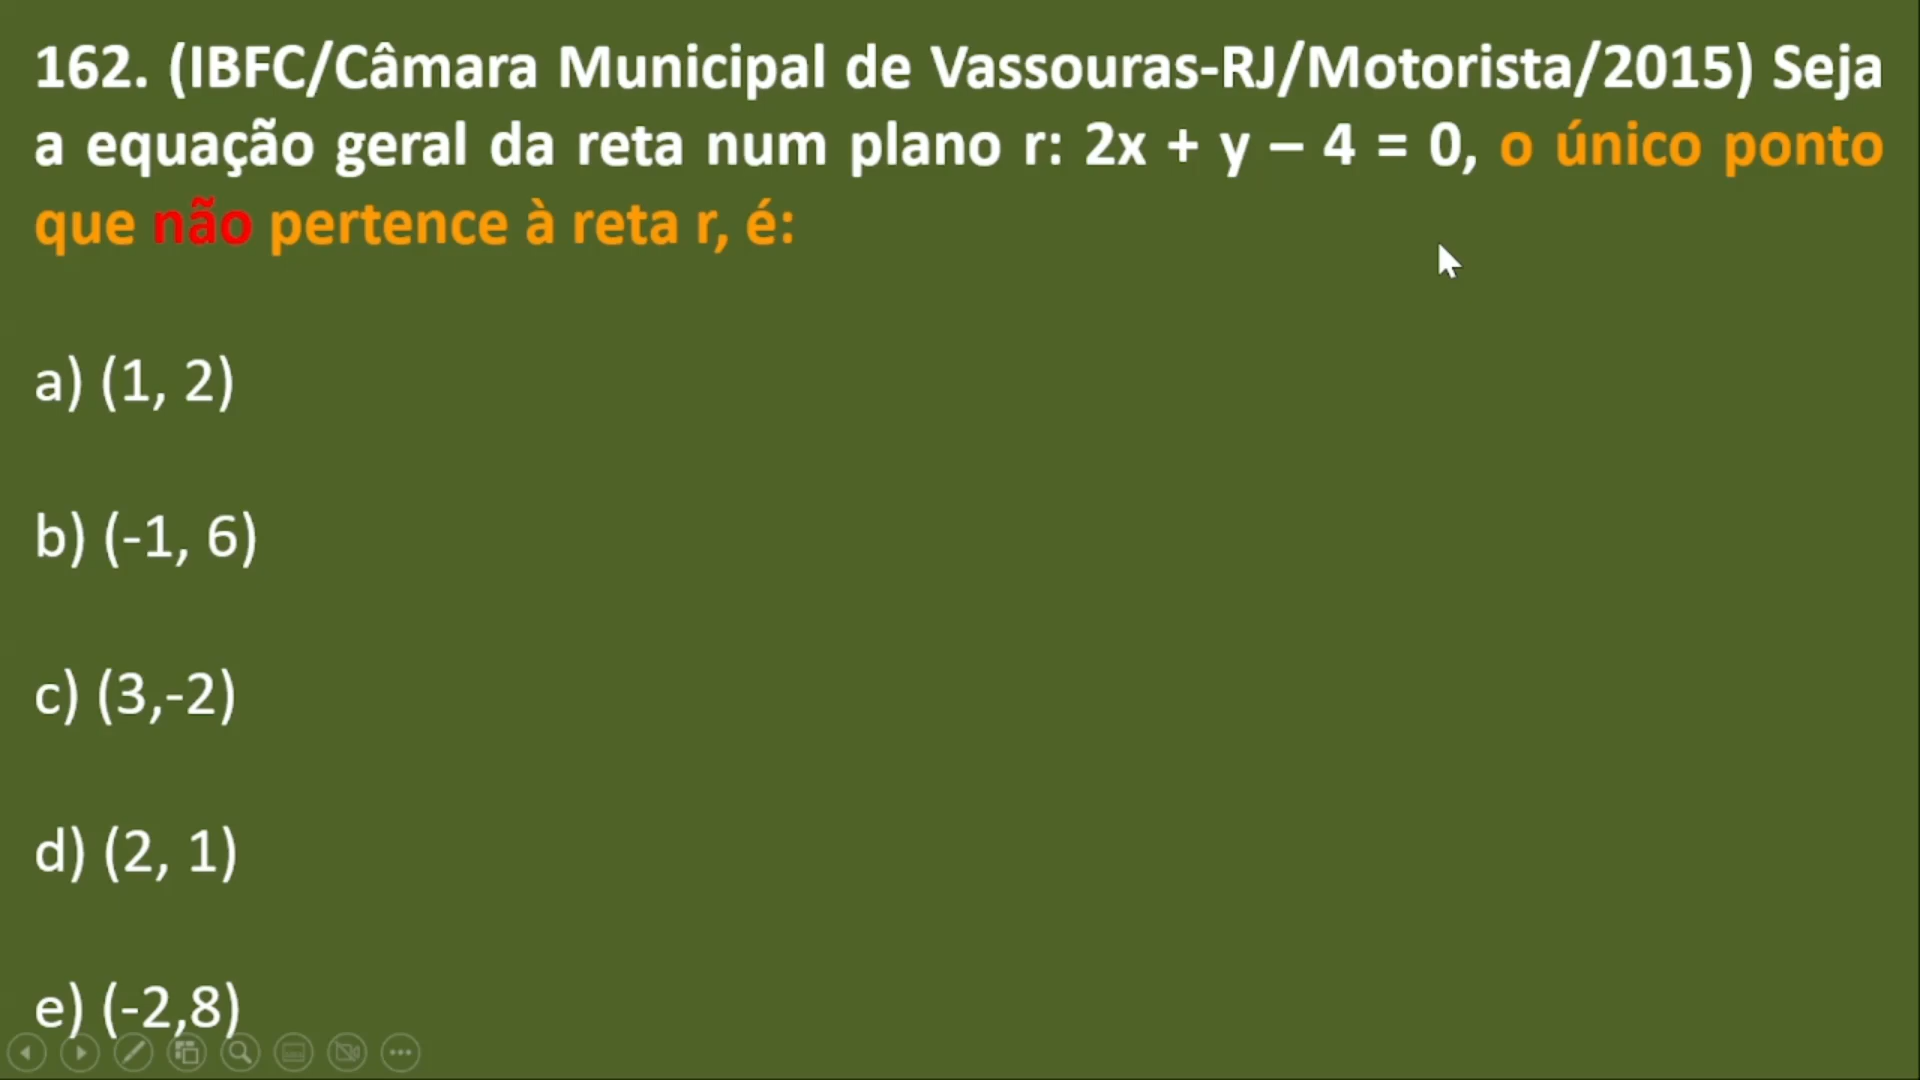 162. (IBFC/Câmara Municipal de Vassouras-RJ/Motorista/2015) Seja
a equação geral da reta num plano r: 2x + y – 4 = 0, o único ponto
que não pertence à reta r, é:
a) (1, 2)
b) (-1, 6)
c) (3,-2)
d) (2, 1)
e) (-2,8)